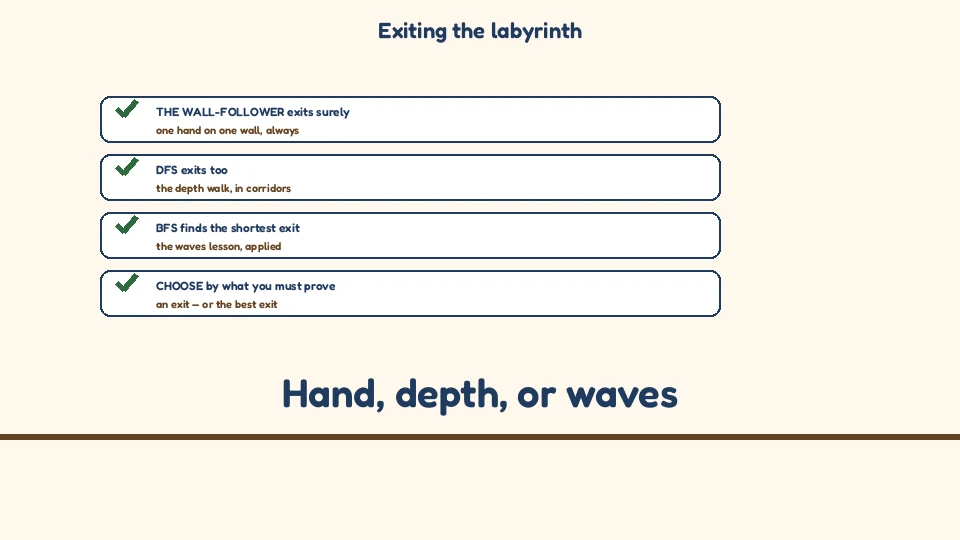 Exiting the labyrinth
THE WALL-FOLLOWER exits surely
one hand on one wall, always
DFS exits too
the depth walk, in corridors
BFS finds the shortest exit
the waves lesson, applied
CHOOSE by what you must prove
an exit — or the best exit
Hand, depth, or waves